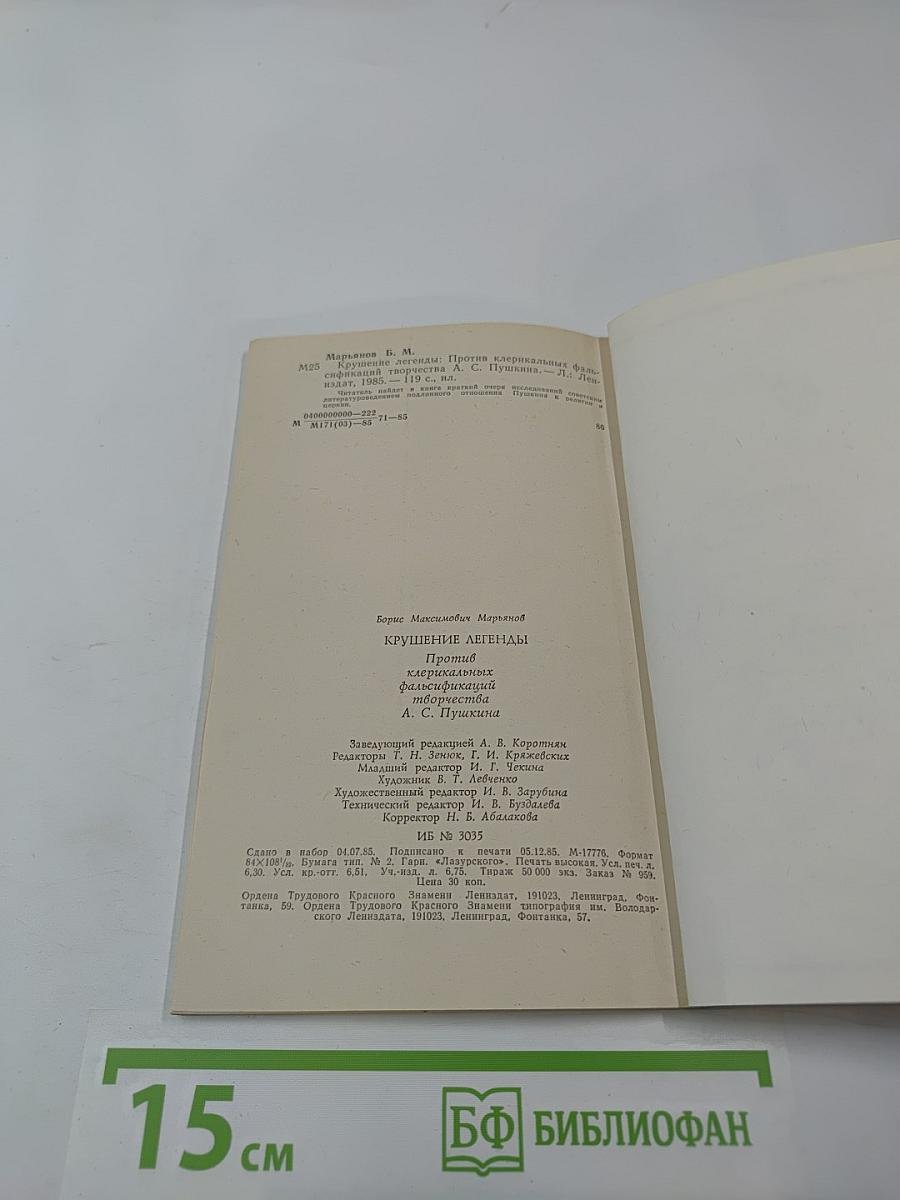 Марьянов Б. М.
М25 Крушение легенды: Против клерикальных фаль-
сификаций творчества А. С. Пушкина. — Л.: Лен-
издат, 1985. — 119 с., ил.
Читатель найдет в книге краткий очерк исследований советским
литературоведением подлинного отношения Пушкина к религии и
церкви.
М 0400000000—222 71—85
М171(03)—85
86
Борис Максимович Марьянов
КРУШЕНИЕ ЛЕГЕНДЫ
Против
клерикальных
фальсификаций
творчества
А. С. Пушкина
Заведующий редакцией А. В. Коротнян
Редакторы Т. Н. Зенюк, Г. И. Кряжевских
Младший редактор И. Г. Чекина
Художник В. Т. Левченко
Художественный редактор И. В. Зарубина
Технический редактор И. В. Буздалева
Корректор Н. Б. Абалакова
ИБ № 3035
Сдано в набор 04.07.85. Подписано к печати 05.12.85. М-17776. Формат
84×108¹/₃₂. Бумага тип. № 2. Гарн. «Лазурского». Печать высокая. Усл. печ. л.
6,30. Усл. кр.-отт. 6,51. Уч.-изд. л. 6,75. Тираж 50 000 экз. Заказ № 959.
Цена 30 коп.
Ордена Трудового Красного Знамени Лениздат, 191023, Ленинград, Фон-
танка, 59. Ордена Трудового Красного Знамени типография им. Володар-
ского Лениздата, 191023, Ленинград, Фонтанка, 57.
15 см
БФ БИБЛИОФАН